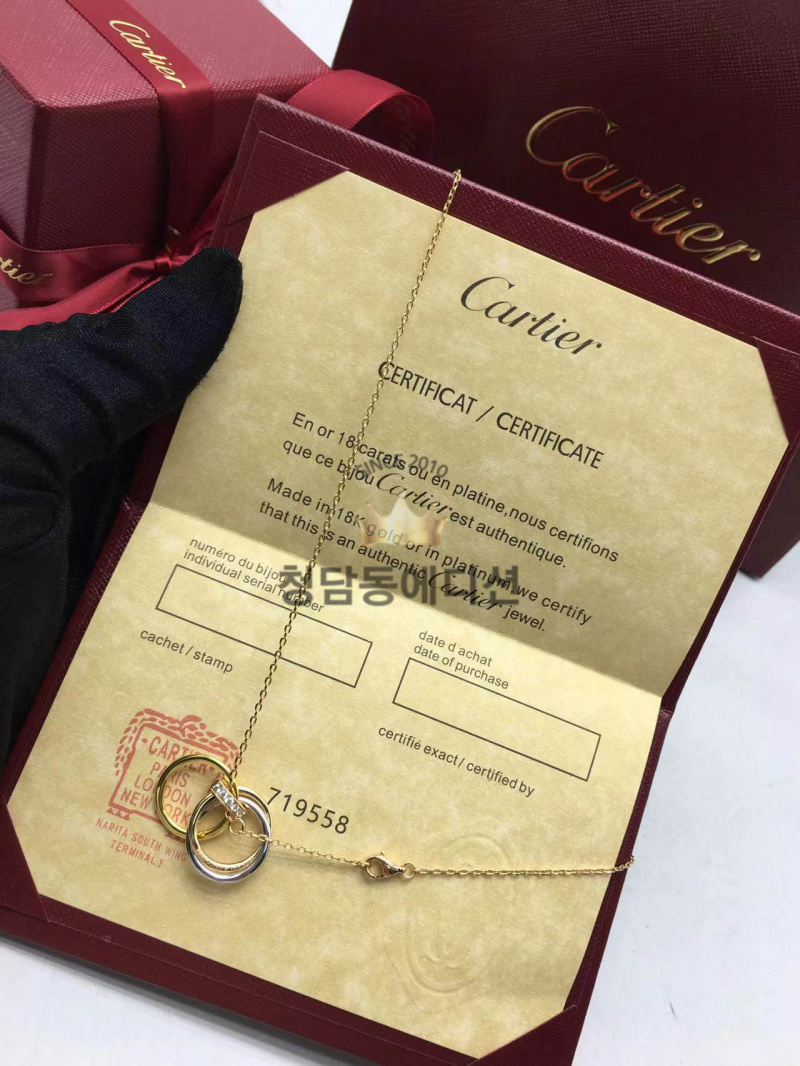 Cartier
Cartier
Cartier
CERTIFICAT / CERTIFICATE
En or 18 carats ou en platine, nous certifions
que ce bijou Cartier est authentique.
SINCE 2010
Made in 18K gold or in platinum, we certify
that this is an authentic Cartier jewel.
청담동에디션
numéro du bijou
individual serial number
cachet / stamp
date d achat
date of purchase
certifié exact / certified by
CARTIER
PARIS
LONDON
NEW YORK
NARITA SOUTH WING
TERMINAL 1
719558